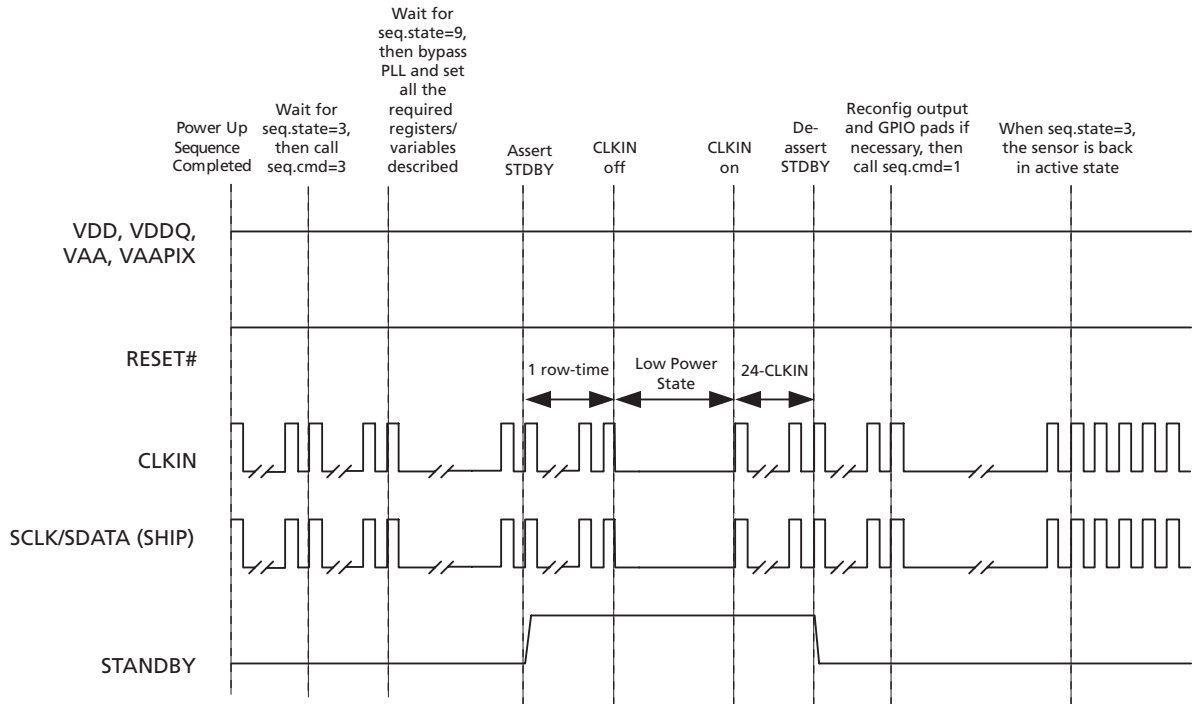 Power Up
Sequence
Completed
Wait for
seq.state=3,
then call
seq.cmd=3
Wait for
seq.state=9,
then bypass
PLL and set
all the
required
registers/
variables
described
Assert
STDBY
CLKIN
off
CLKIN
on
De-
assert
STDBY
Reconfig output
and GPIO pads if
necessary, then
call seq.cmd=1
When seq.state=3,
the sensor is back
in active state
VDD, VDDQ,
VAA, VAAPIX
RESET#
1 row-time
Low Power
State
24-CLKIN
CLKIN
SCLK/SDATA (SHIP)
STANDBY